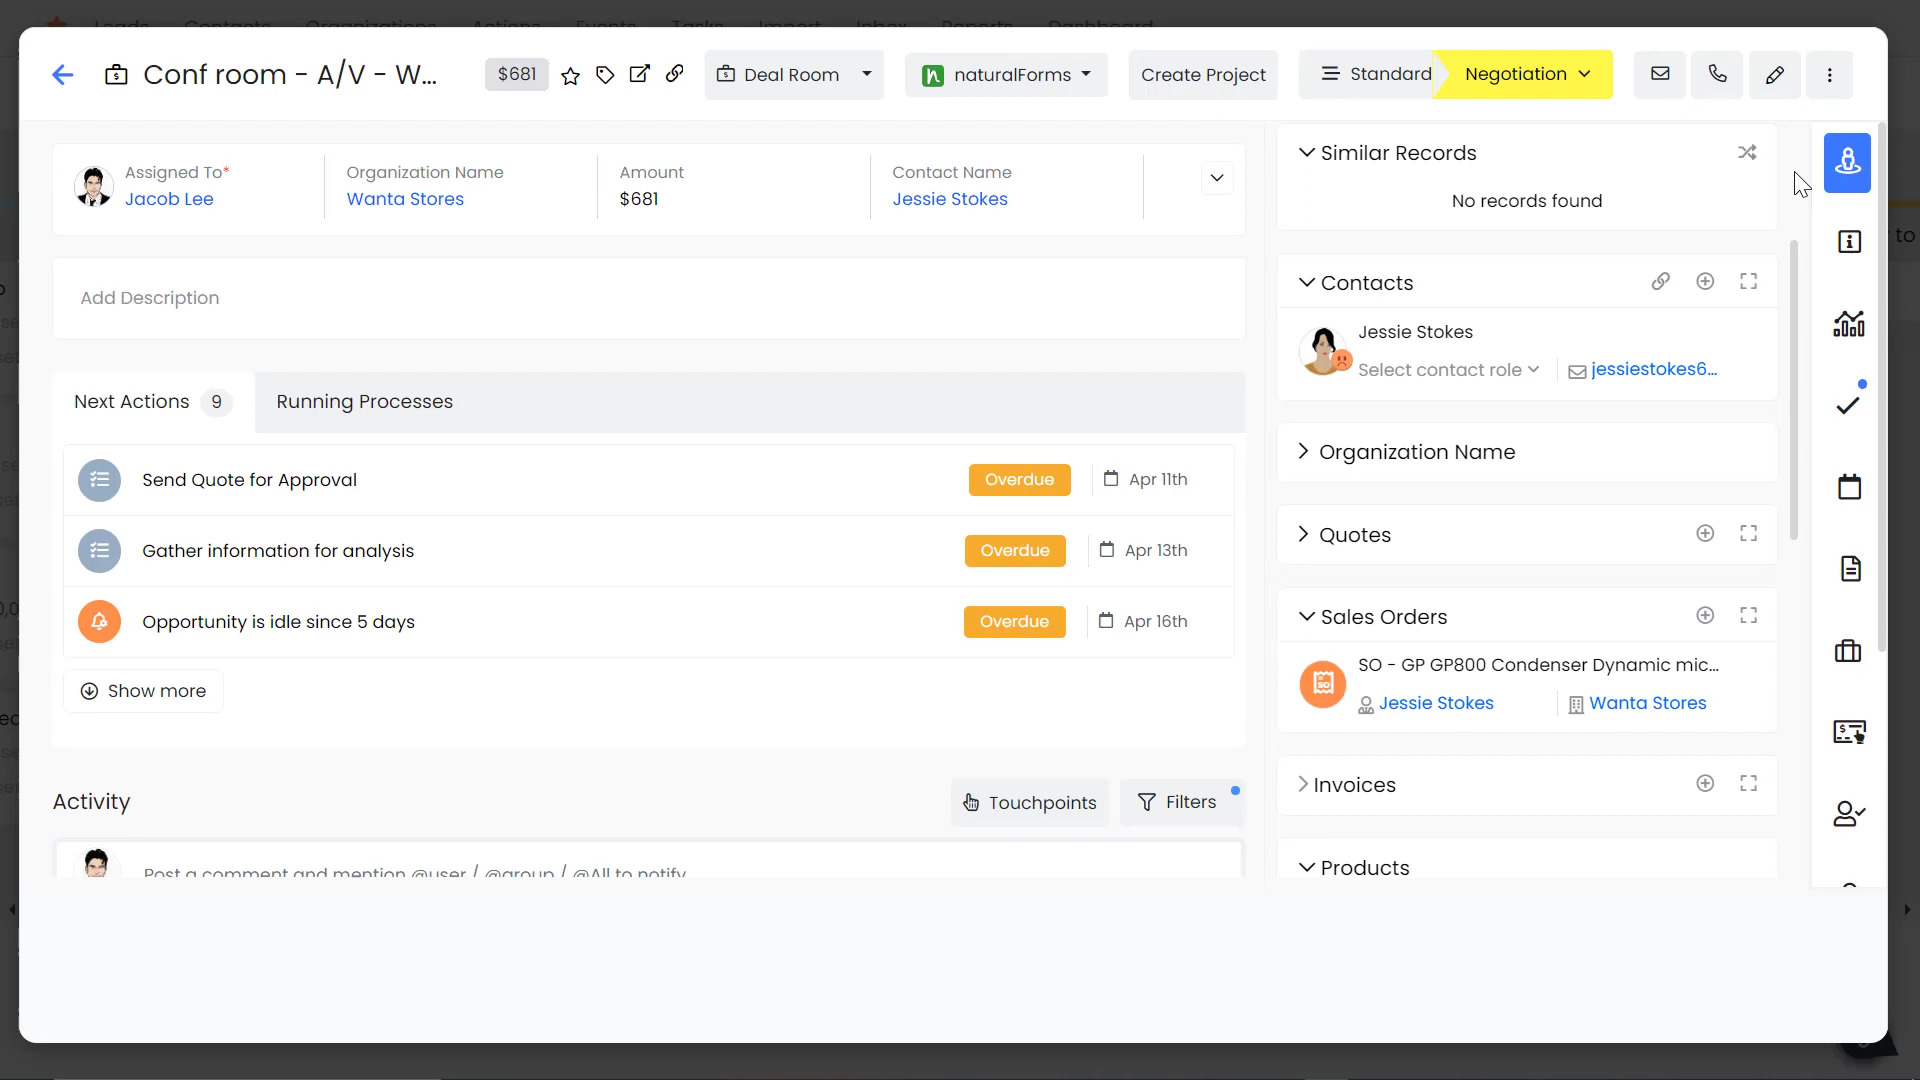 Leads Contacts Organizations Actions Events Tasks Import Inbox Reports Dashboard
Conf room - A/V - W...
$681
Deal Room
naturalForms
Create Project
Standard
Negotiation
Assigned To*
Jacob Lee
Organization Name
Wanta Stores
Amount
$681
Contact Name
Jessie Stokes
Add Description
Next Actions 9
Running Processes
Send Quote for Approval
Overdue
Apr 11th
Gather information for analysis
Overdue
Apr 13th
Opportunity is idle since 5 days
Overdue
Apr 16th
Show more
Activity
Touchpoints
Filters
Post a comment and mention @user / @group / @All to notify
Similar Records
No records found
Contacts
Jessie Stokes
Select contact role
jessiestokes6...
Organization Name
Quotes
Sales Orders
SO - GP GP800 Condenser Dynamic mic...
SO
Jessie Stokes
Wanta Stores
Invoices
Products
to